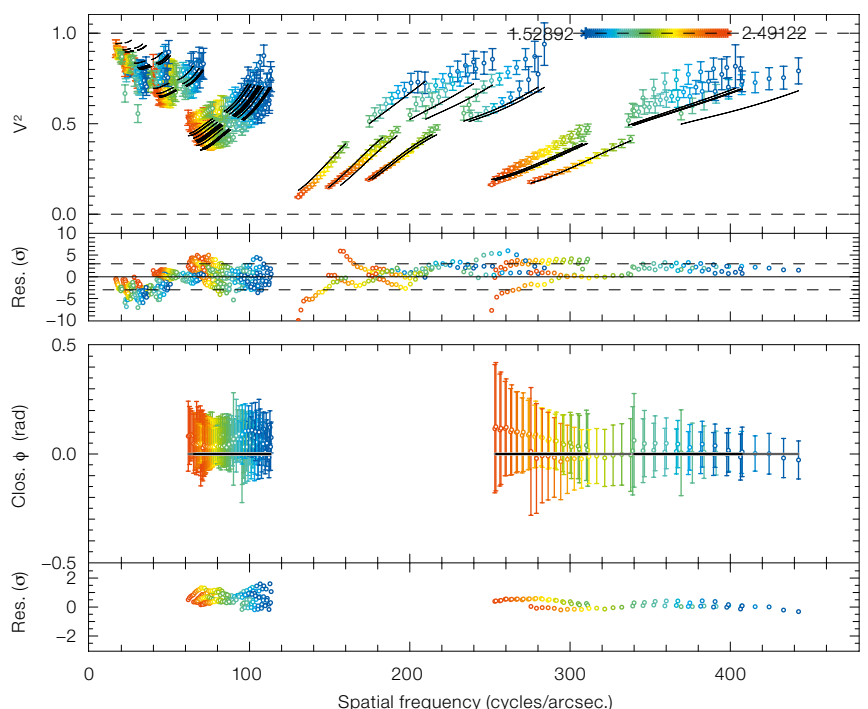 1.52892 2.49122
1.0
0.5
0.0
V²
10
5
0
−5
−10
Res. (σ)
0.5
0.0
−0.5
Clos. ϕ (rad)
2
0
−2
Res. (σ)
0 100 200 300 400
Spatial frequency (cycles/arcsec.)